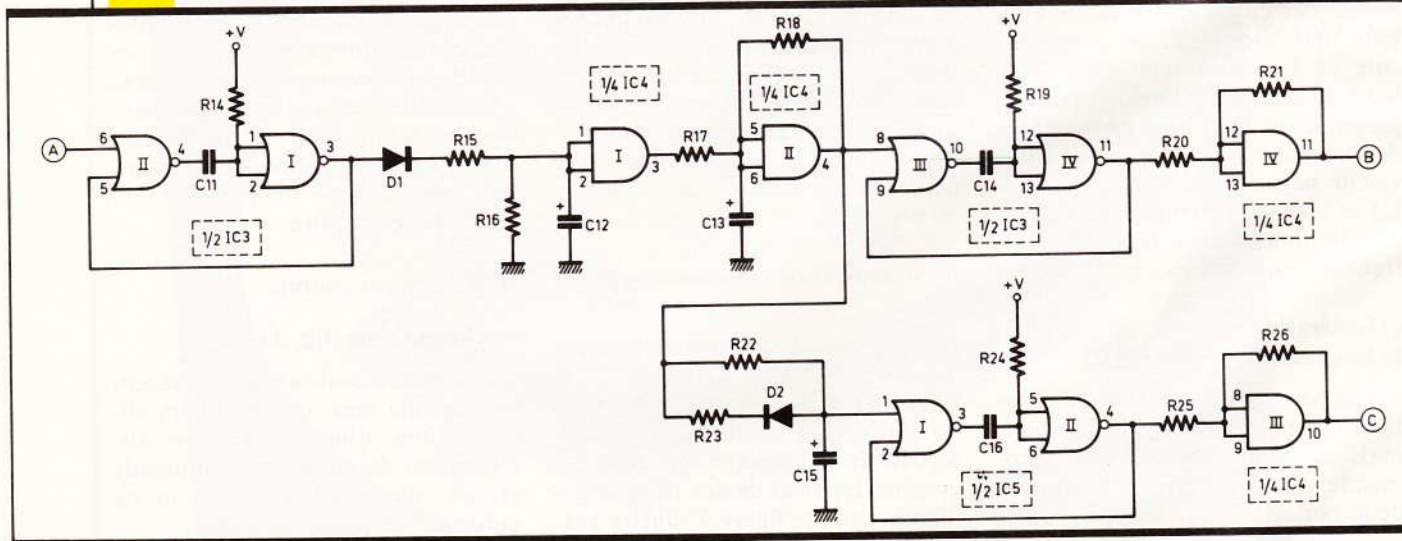 R18
+V
+V
R14
1/4 IC4
1/4 IC4
R19
R21
A
6
5
II
4
C11
1
2
I
3
D1
R15
R16
1
2
I
3
C12
R17
5
6
II
4
C13
8
9
III
10
C14
12
13
IV
11
R20
12
13
IV
11
B
1/2 IC3
1/2 IC3
1/4 IC4
+V
R22
R24
R26
R23
D2
C15
1
2
I
3
C16
5
6
II
4
R25
8
9
III
10
C
1/2 IC5
1/4 IC4